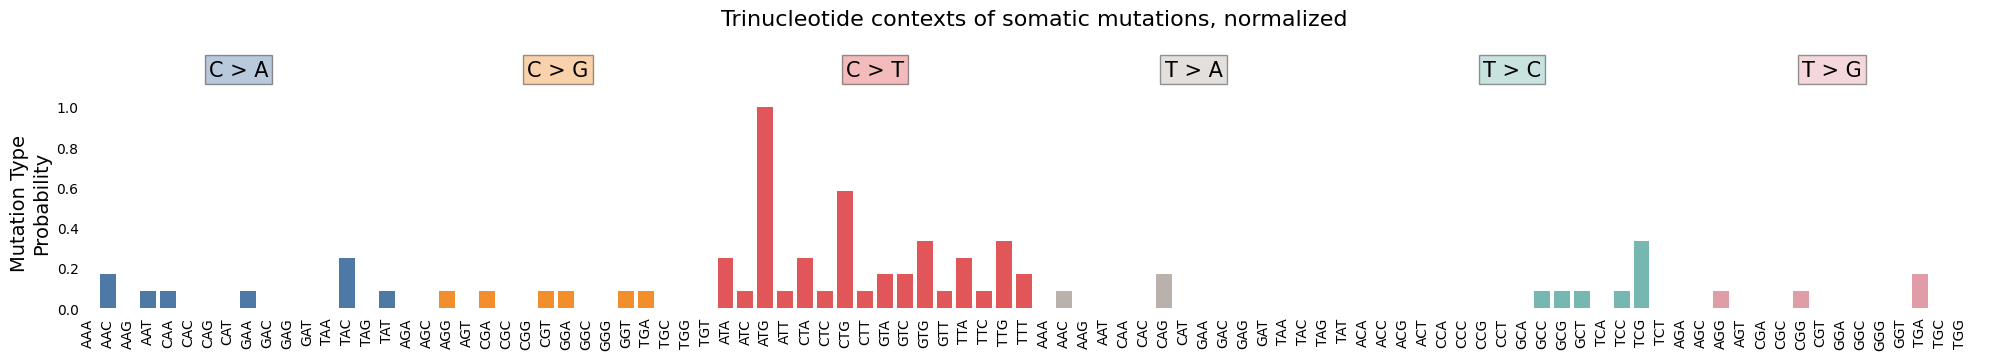 Trinucleotide contexts of somatic mutations, normalized
C > A
C > G
C > T
T > A
T > C
T > G
Mutation Type
Probability
1.0
0.8
0.6
0.4
0.2
0.0
AAA AAC AAG AAT CAA CAC CAG CAT GAA GAC GAG GAT TAA TAC TAG TAT AGA AGC AGG AGT CGA CGC CGG CGT GGA GGC GGG GGT TGA TGC TGG TGT ATA ATC ATG ATT CTA CTC CTG CTT GTA GTC GTG GTT TTA TTC TTG TTT AAA AAC AAG AAT CAA CAC CAG CAT GAA GAC GAG GAT TAA TAC TAG TAT ACA ACC ACG ACT CCA CCC CCG CCT GCA GCC GCG GCT TCA TCC TCG TCT AGA AGC AGG AGT CGA CGC CGG CGT GGA GGC GGG GGT TGA TGC TGG